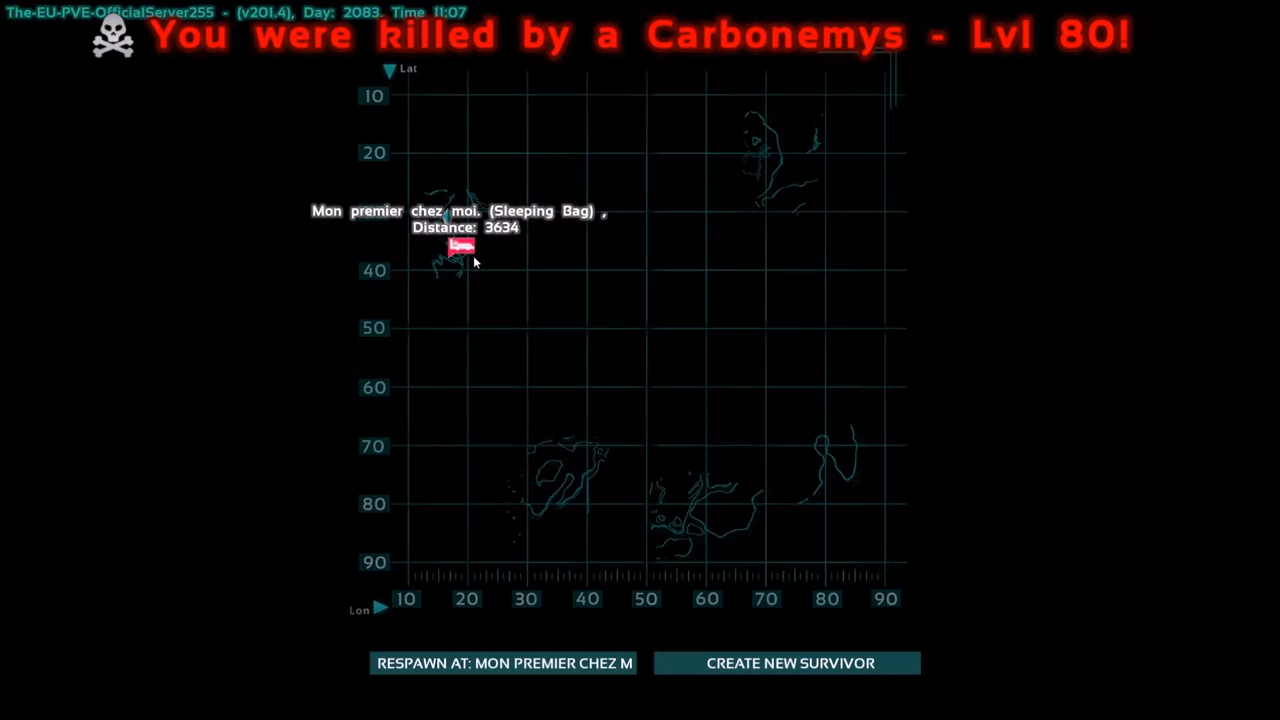 The-EU-PVE-OfficialServer255 - (v201.4), Day: 2083, Time 11:07
You were killed by a Carbonemys - Lvl 80!
Lat
10
20
Mon premier chez moi. (Sleeping Bag) ,
Distance: 3634
40
50
60
70
80
90
10 20 30 40 50 60 70 80 90
Lon
RESPAWN AT: MON PREMIER CHEZ M
CREATE NEW SURVIVOR